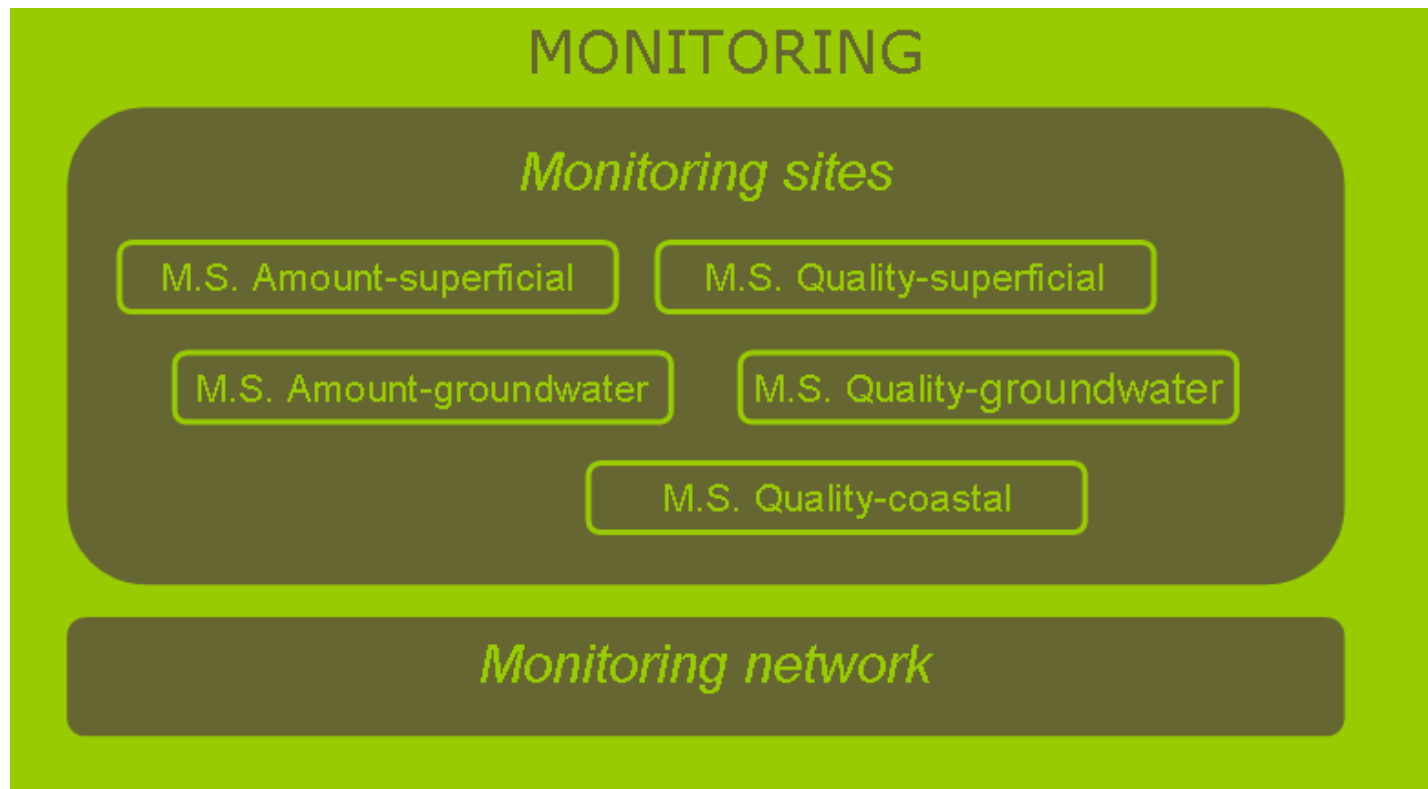 MONITORING
Monitoring sites
M.S. Amount-superficial
M.S. Quality-superficial
M.S. Amount-groundwater
M.S. Quality-groundwater
M.S. Quality-coastal
Monitoring network